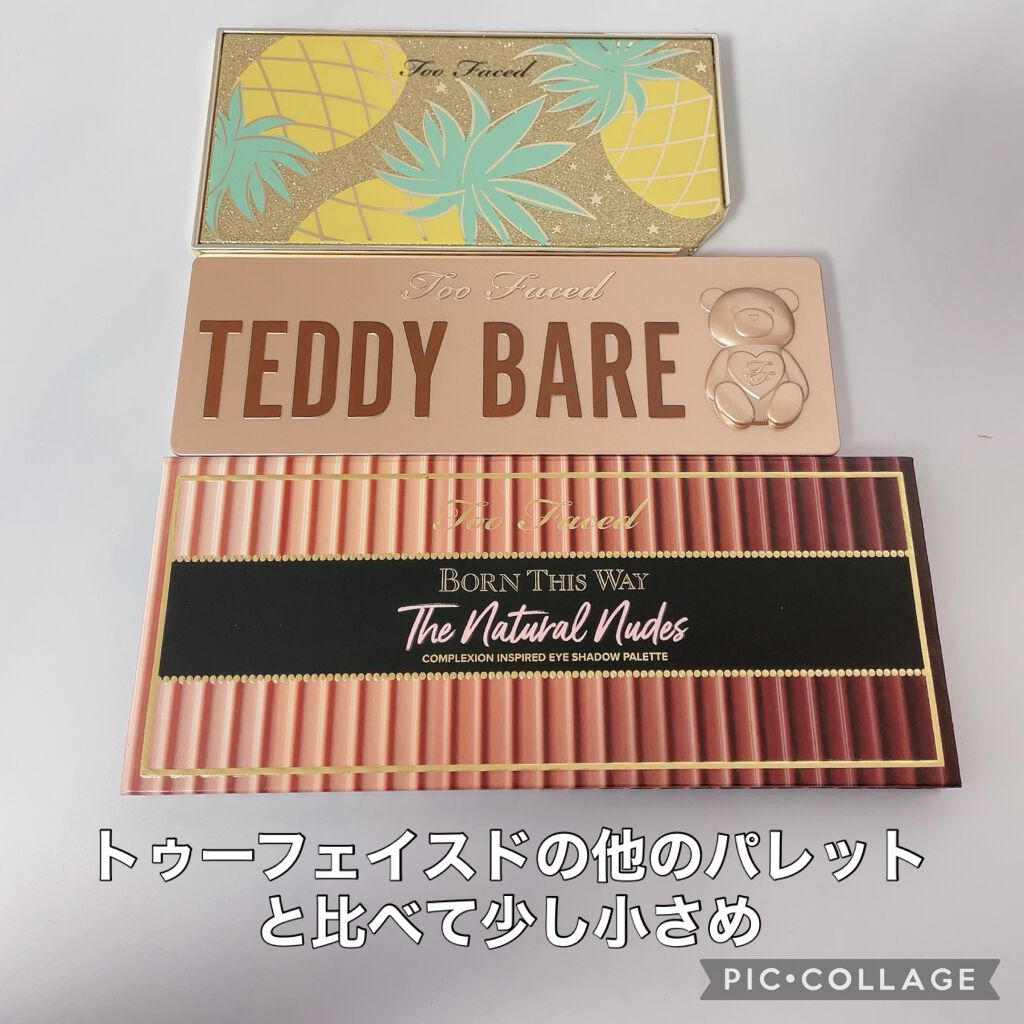 Too Faced
Too Faced
TEDDY BARE
Too Faced
BORN THIS WAY
The Natural Nudes
COMPLEXION INSPIRED EYE SHADOW PALETTE
トゥーフェイスドの他のパレット
と比べて少し小さめ
PIC•COLLAGE